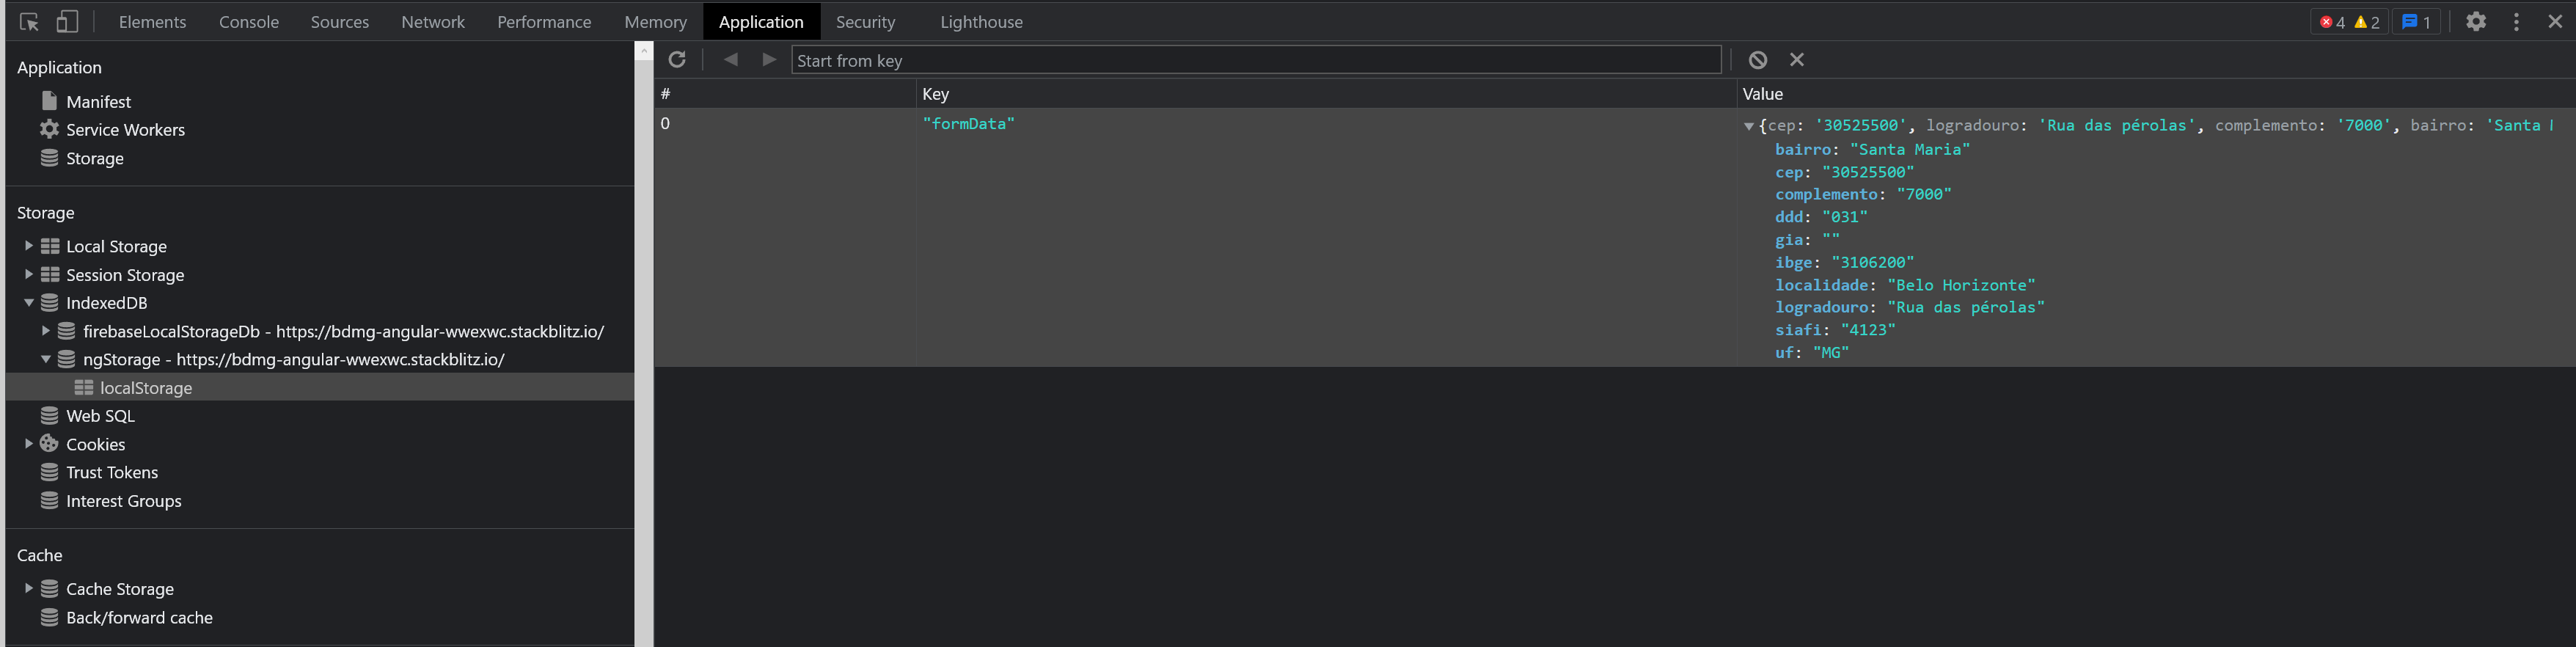 Elements Console Sources Network Performance Memory Application Security Lighthouse 4 2 1
Application
Manifest
Service Workers
Storage
Storage
Local Storage
Session Storage
IndexedDB
firebaseLocalStorageDb - https://bdmg-angular-wwexwc.stackblitz.io/
ngStorage - https://bdmg-angular-wwexwc.stackblitz.io/
localStorage
Web SQL
Cookies
Trust Tokens
Interest Groups
Cache
Cache Storage
Back/forward cache
Start from key
# Key Value
0 "formData" {cep: '30525500', logradouro: 'Rua das pérolas', complemento: '7000', bairro: 'Santa
bairro: "Santa Maria"
cep: "30525500"
complemento: "7000"
ddd: "031"
gia: ""
ibge: "3106200"
localidade: "Belo Horizonte"
logradouro: "Rua das pérolas"
siafi: "4123"
uf: "MG"